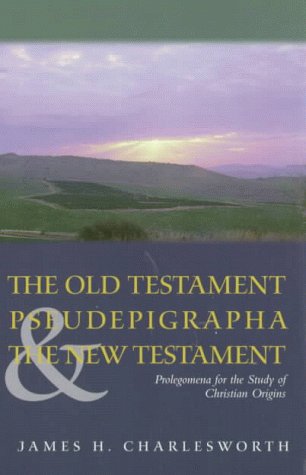 THE OLD TESTAMENT
PSEUDEPIGRAPHA
&
THE NEW TESTAMENT
Prolegomena for the Study of
Christian Origins
JAMES H. CHARLESWORTH